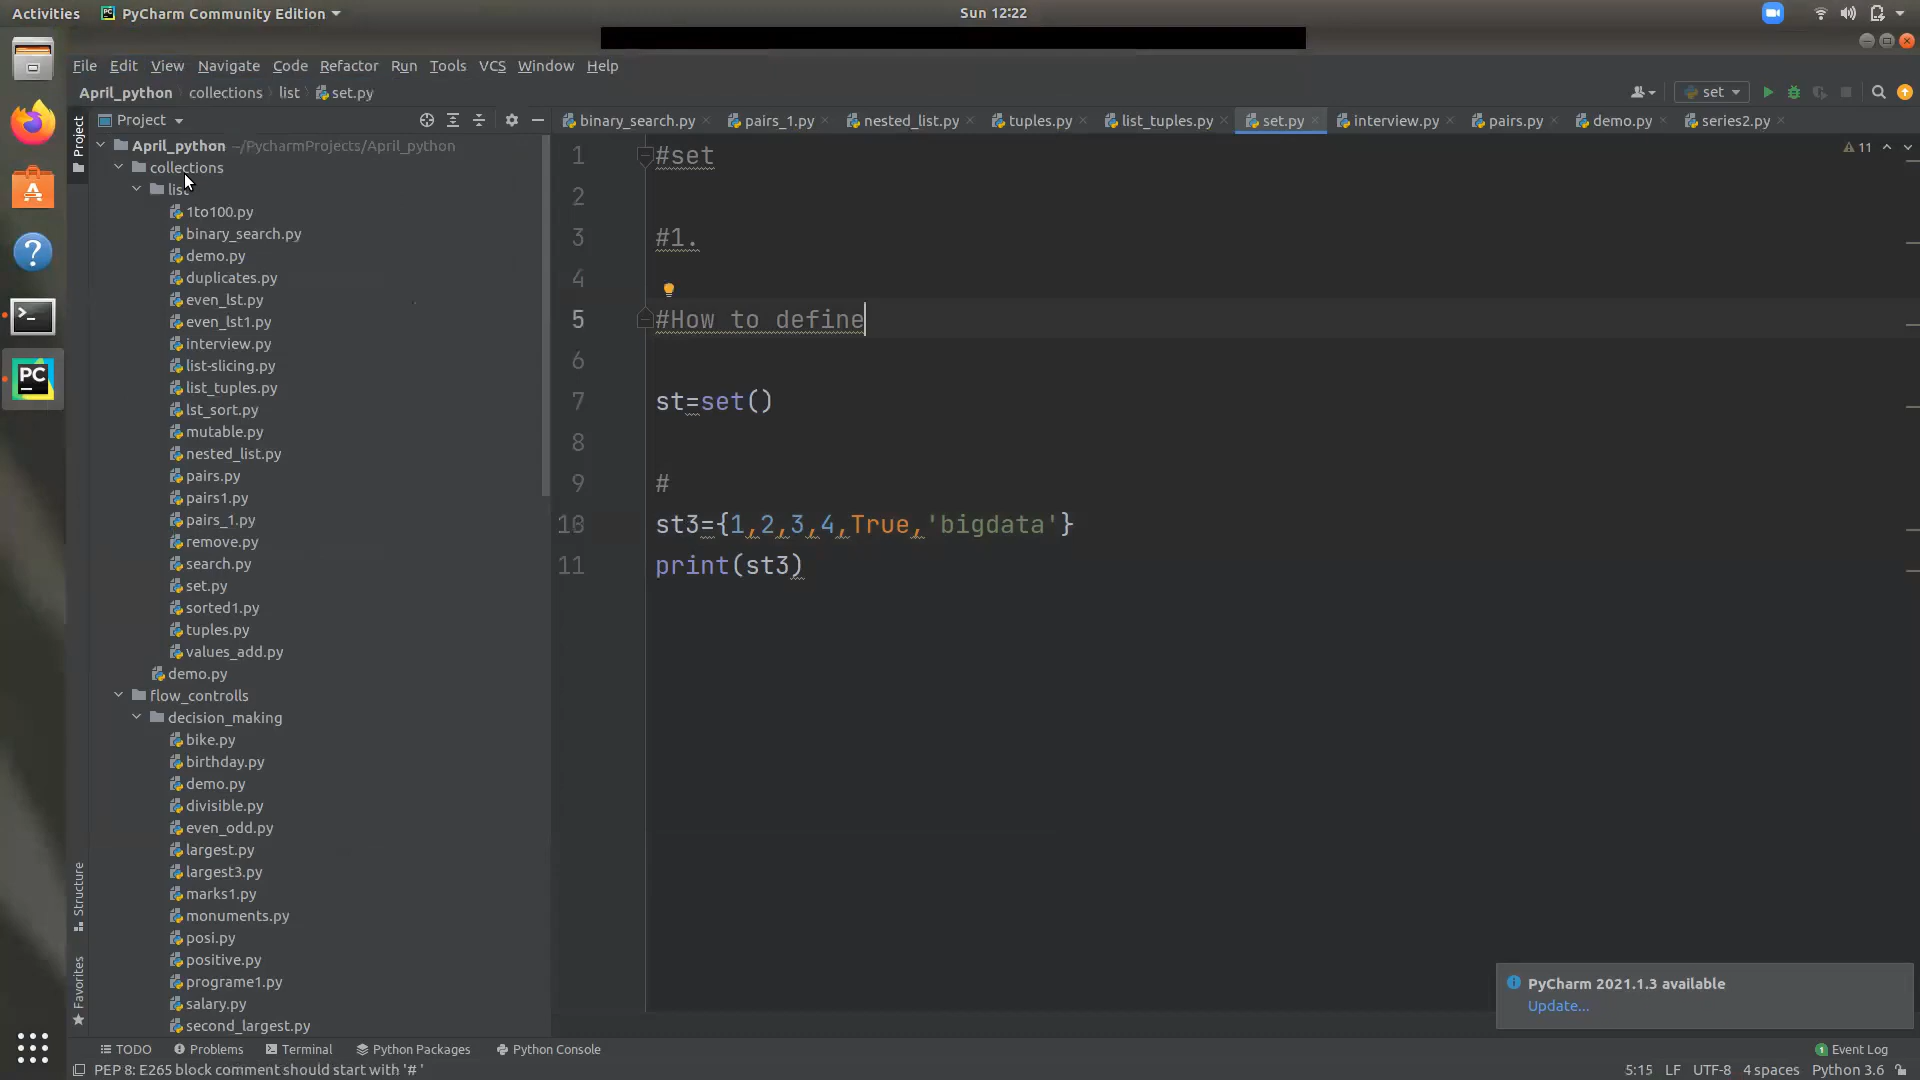 Activities PyCharm Community Edition Sun 12:22
File Edit View Navigate Code Refactor Run Tools VCS Window Help
April_python collections list set.py set
Project binary_search.py pairs_1.py nested_list.py tuples.py list_tuples.py set.py interview.py pairs.py demo.py series2.py
Project
April_python ~/PycharmProjects/April_python
collections
list
1to100.py
binary_search.py
demo.py
duplicates.py
even_lst.py
even_lst1.py
interview.py
list-slicing.py
list_tuples.py
lst_sort.py
mutable.py
nested_list.py
pairs.py
pairs1.py
pairs_1.py
remove.py
search.py
set.py
sorted1.py
tuples.py
values_add.py
demo.py
flow_controlls
decision_making
bike.py
birthday.py
demo.py
divisible.py
even_odd.py
largest.py
largest3.py
marks1.py
monuments.py
posi.py
positive.py
programe1.py
salary.py
second_largest.py
Structure
Favorites
11
1 #set
2
3 #1.
4
5 #How to define
6
7 st=set()
8
9 #
10 st3={1,2,3,4,True,'bigdata'}
11 print(st3)
PyCharm 2021.1.3 available
Update...
TODO Problems Terminal Python Packages Python Console 1 Event Log
PEP 8: E265 block comment should start with '# ' 5:15 LF UTF-8 4 spaces Python 3.6